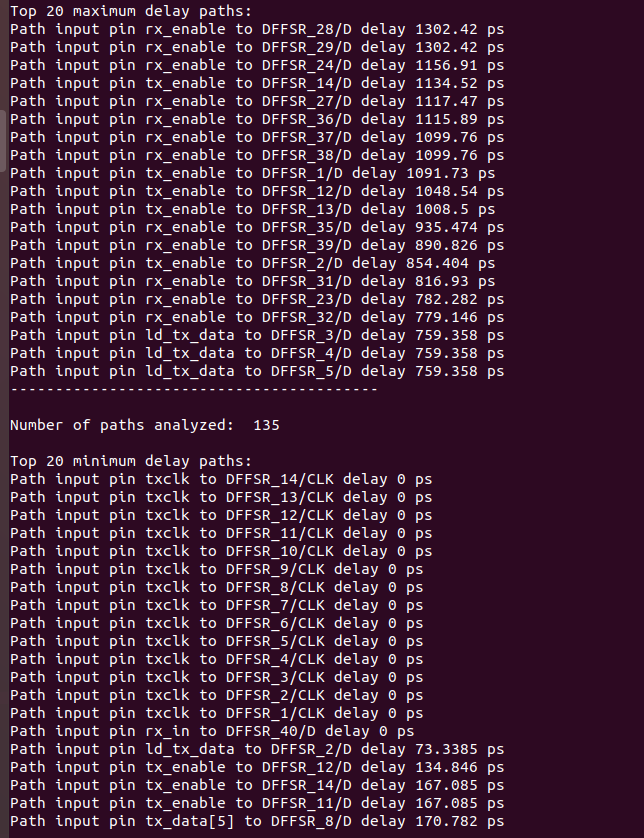 Top 20 maximum delay paths:
Path input pin rx_enable to DFFSR_28/D delay 1302.42 ps
Path input pin rx_enable to DFFSR_29/D delay 1302.42 ps
Path input pin rx_enable to DFFSR_24/D delay 1156.91 ps
Path input pin tx_enable to DFFSR_14/D delay 1134.52 ps
Path input pin rx_enable to DFFSR_27/D delay 1117.47 ps
Path input pin rx_enable to DFFSR_36/D delay 1115.89 ps
Path input pin rx_enable to DFFSR_37/D delay 1099.76 ps
Path input pin rx_enable to DFFSR_38/D delay 1099.76 ps
Path input pin tx_enable to DFFSR_1/D delay 1091.73 ps
Path input pin tx_enable to DFFSR_12/D delay 1048.54 ps
Path input pin tx_enable to DFFSR_13/D delay 1008.5 ps
Path input pin rx_enable to DFFSR_35/D delay 935.474 ps
Path input pin rx_enable to DFFSR_39/D delay 890.826 ps
Path input pin tx_enable to DFFSR_2/D delay 854.404 ps
Path input pin rx_enable to DFFSR_31/D delay 816.93 ps
Path input pin rx_enable to DFFSR_23/D delay 782.282 ps
Path input pin rx_enable to DFFSR_32/D delay 779.146 ps
Path input pin ld_tx_data to DFFSR_3/D delay 759.358 ps
Path input pin ld_tx_data to DFFSR_4/D delay 759.358 ps
Path input pin ld_tx_data to DFFSR_5/D delay 759.358 ps
-----------------------------------------
Number of paths analyzed:  135
Top 20 minimum delay paths:
Path input pin txclk to DFFSR_14/CLK delay 0 ps
Path input pin txclk to DFFSR_13/CLK delay 0 ps
Path input pin txclk to DFFSR_12/CLK delay 0 ps
Path input pin txclk to DFFSR_11/CLK delay 0 ps
Path input pin txclk to DFFSR_10/CLK delay 0 ps
Path input pin txclk to DFFSR_9/CLK delay 0 ps
Path input pin txclk to DFFSR_8/CLK delay 0 ps
Path input pin txclk to DFFSR_7/CLK delay 0 ps
Path input pin txclk to DFFSR_6/CLK delay 0 ps
Path input pin txclk to DFFSR_5/CLK delay 0 ps
Path input pin txclk to DFFSR_4/CLK delay 0 ps
Path input pin txclk to DFFSR_3/CLK delay 0 ps
Path input pin txclk to DFFSR_2/CLK delay 0 ps
Path input pin txclk to DFFSR_1/CLK delay 0 ps
Path input pin rx_in to DFFSR_40/D delay 0 ps
Path input pin ld_tx_data to DFFSR_2/D delay 73.3385 ps
Path input pin tx_enable to DFFSR_12/D delay 134.846 ps
Path input pin tx_enable to DFFSR_14/D delay 167.085 ps
Path input pin tx_enable to DFFSR_11/D delay 167.085 ps
Path input pin tx_data[5] to DFFSR_8/D delay 170.782 ps